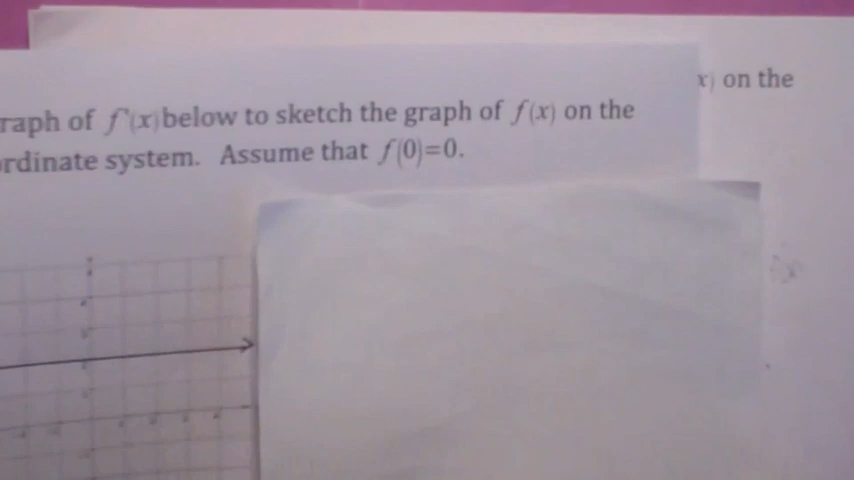 x) on the
raph of f'(x) below to sketch the graph of f(x) on the
rdinate system. Assume that f(0)=0.